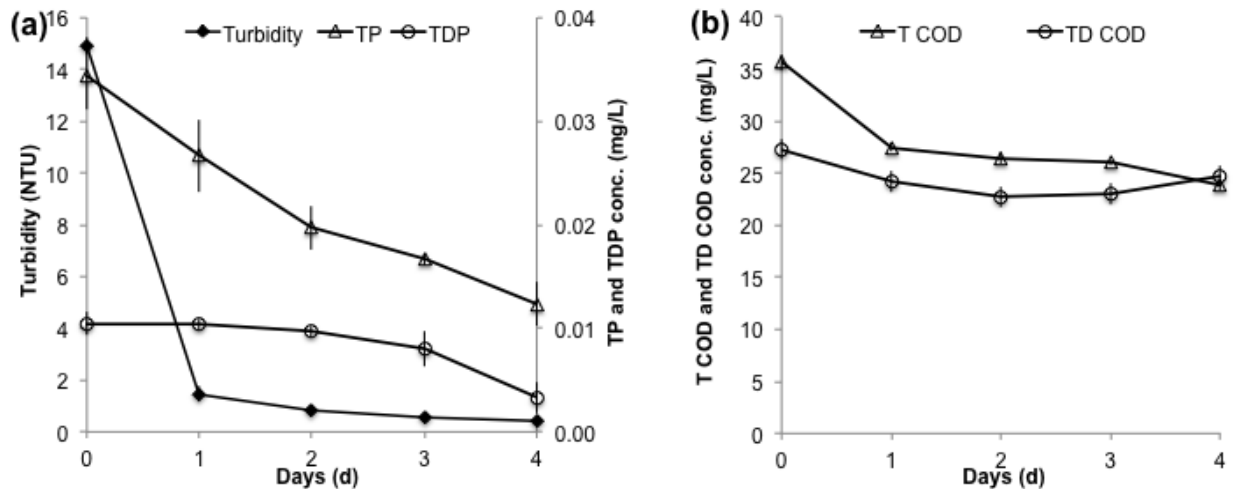 (a)
Turbidity TP TDP
Turbidity (NTU)
16
14
12
10
8
6
4
2
0
0.04
0.03
0.02
0.01
0.00
TP and TDP conc. (mg/L)
0 1 2 3 4
Days (d)
(b)
T COD TD COD
T COD and TD COD conc. (mg/L)
40
35
30
25
20
15
10
5
0
0 1 2 3 4
Days (d)